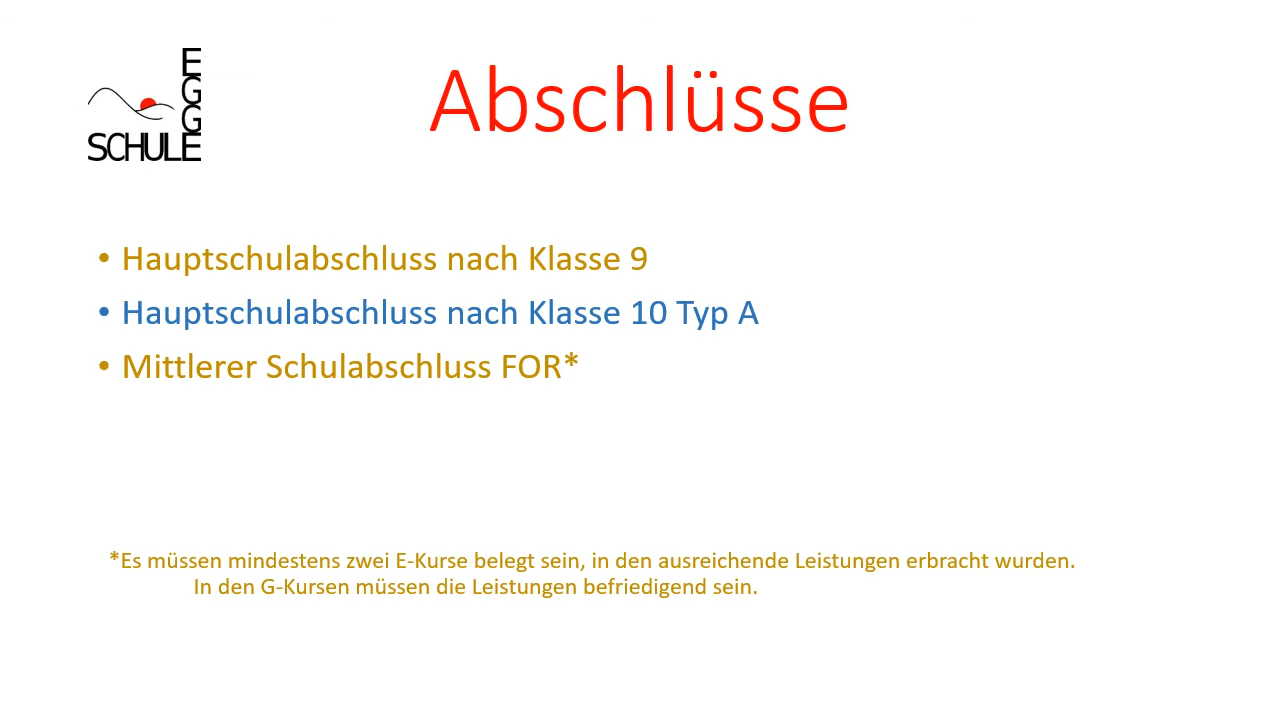 EGGE
SCHULE
Abschlüsse
• Hauptschulabschluss nach Klasse 9
• Hauptschulabschluss nach Klasse 10 Typ A
• Mittlerer Schulabschluss FOR*
*Es müssen mindestens zwei E-Kurse belegt sein, in den ausreichende Leistungen erbracht wurden.
In den G-Kursen müssen die Leistungen befriedigend sein.